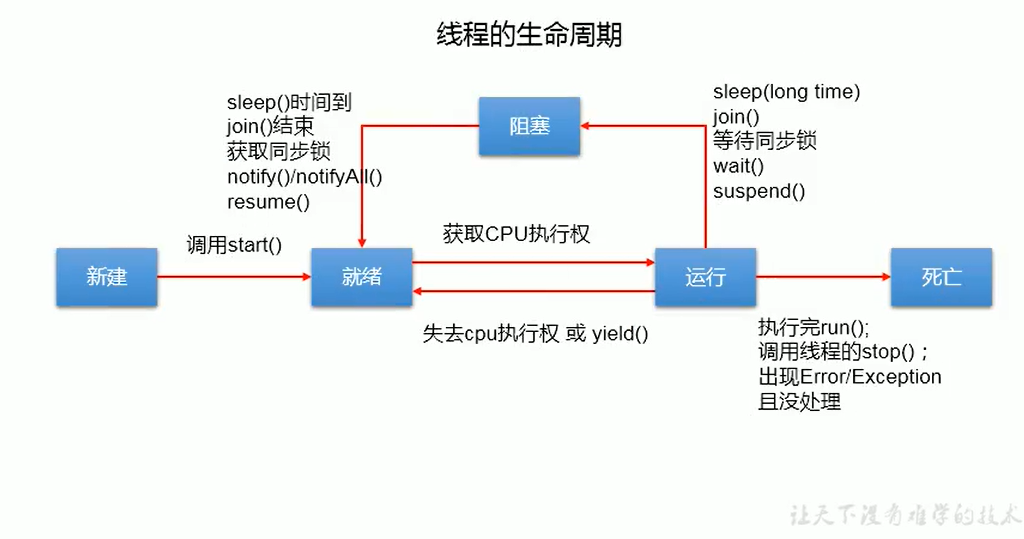 线程的生命周期
sleep()时间到
join()结束
获取同步锁
notify()/notifyAll()
resume()
阻塞
sleep(long time)
join()
等待同步锁
wait()
suspend()
调用start()
获取CPU执行权
新建
就绪
运行
死亡
失去cpu执行权 或 yield()
执行完run();
调用线程的stop() ;
出现Error/Exception
且没处理
让天下没有难学的技术